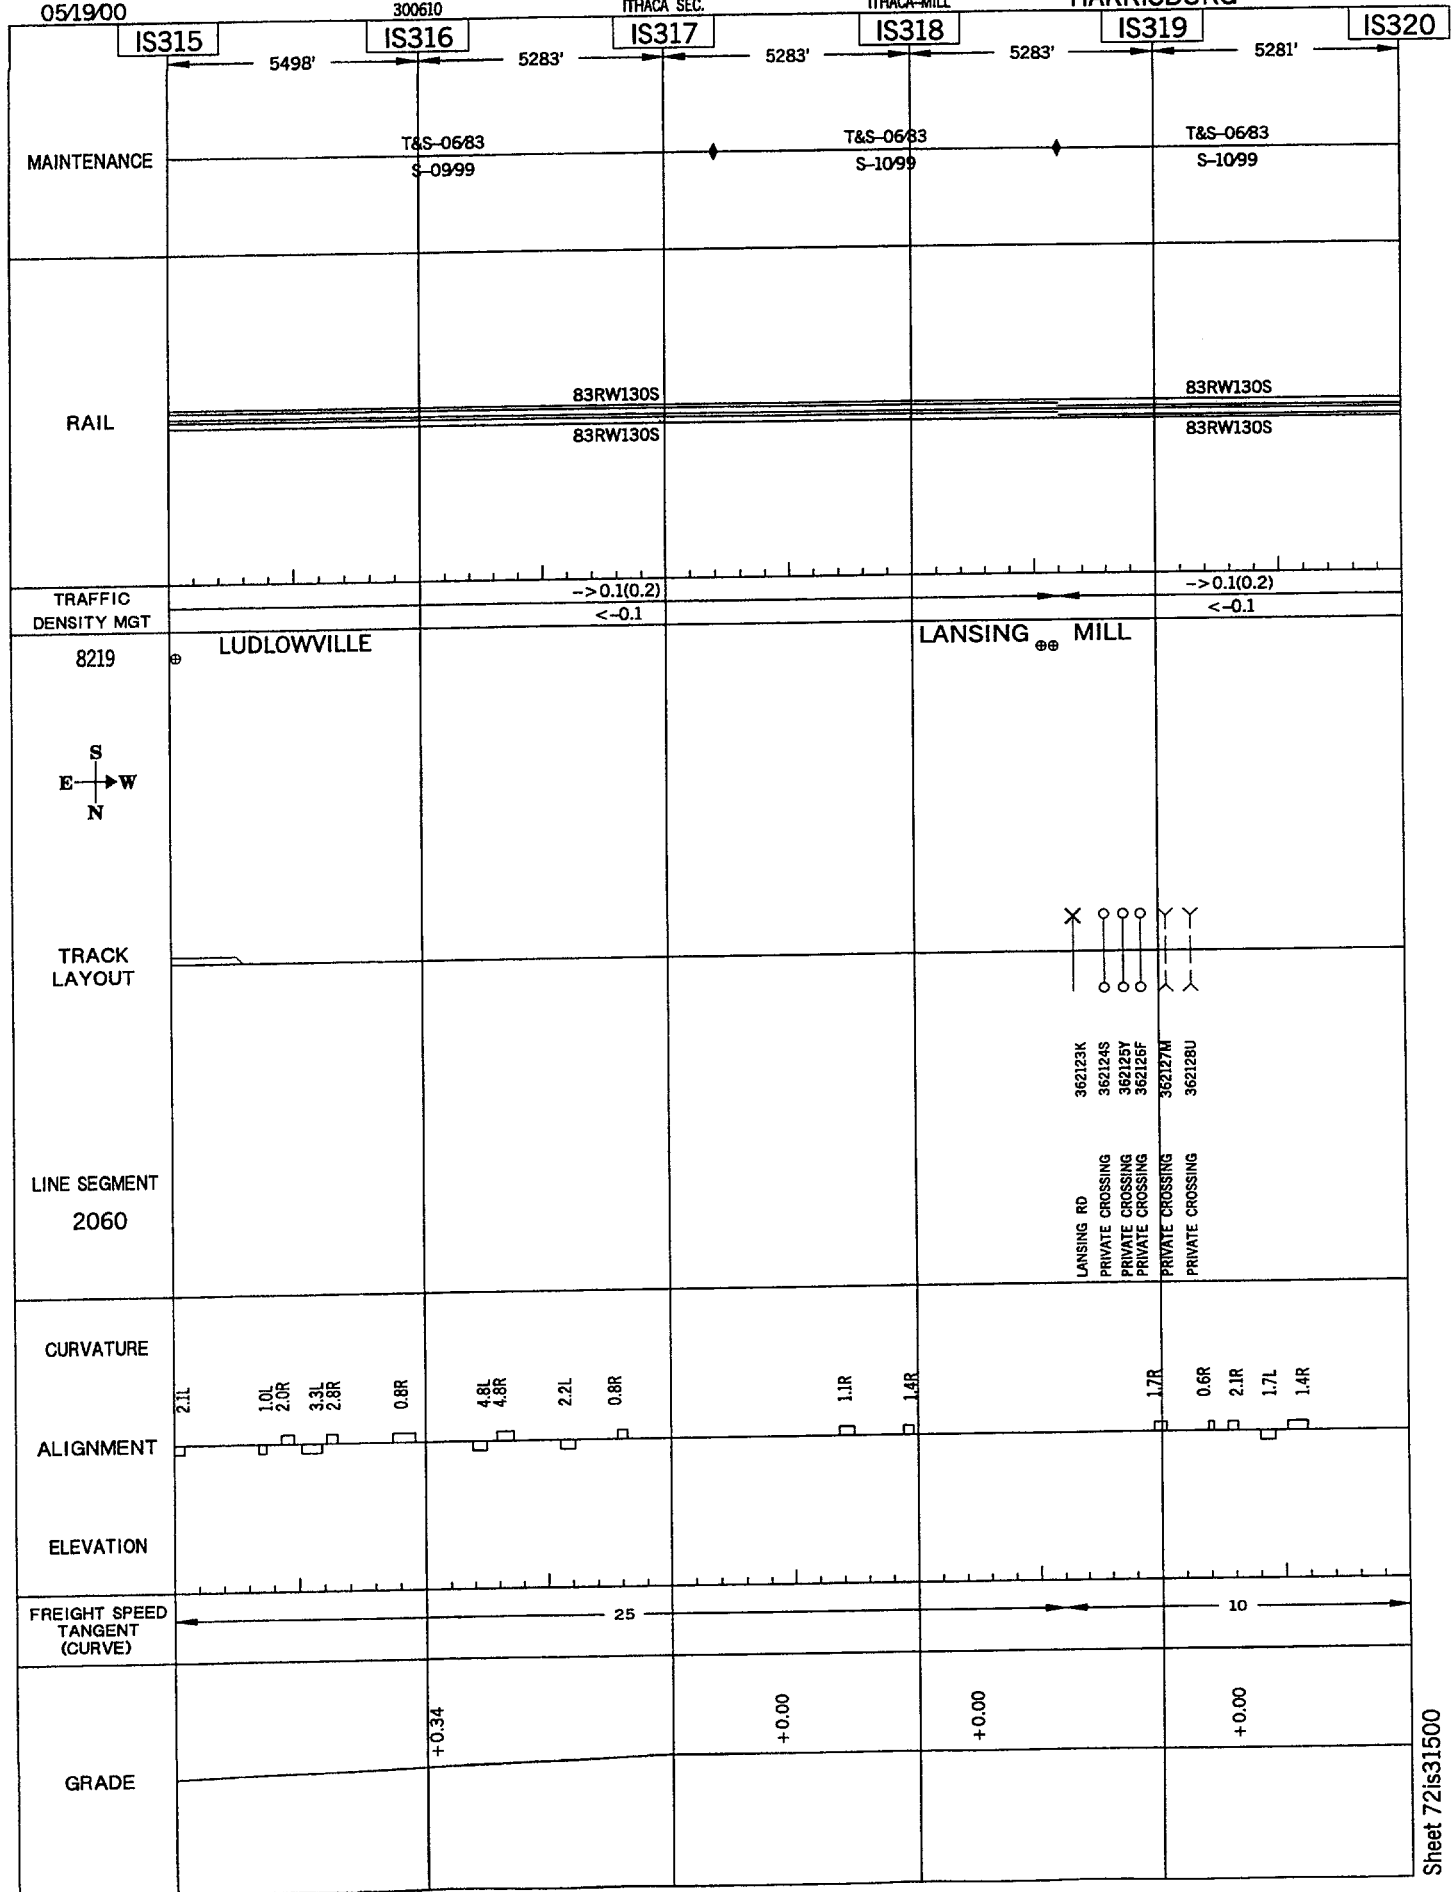 05/19/00
300610
ITHACA SEC.
ITHACA-MILL
HARRISBURG
IS315
IS316
IS317
IS318
IS319
IS320
5498'
5283'
5283'
5283'
5281'
MAINTENANCE
T&S-06/83
S-09/99
T&S-06/83
S-10/99
T&S-06/83
S-10/99
RAIL
83RW130S
83RW130S
83RW130S
83RW130S
TRAFFIC
DENSITY MGT
->0.1(0.2)
<-0.1
->0.1(0.2)
<-0.1
8219
LUDLOWVILLE
LANSING
MILL
S
E
W
N
TRACK
LAYOUT
362123K
362124S
362125Y
362126F
362127M
362128U
LINE SEGMENT
2060
LANSING RD
PRIVATE CROSSING
PRIVATE CROSSING
PRIVATE CROSSING
PRIVATE CROSSING
PRIVATE CROSSING
CURVATURE
2.1L
1.0L
2.0R
3.3L
2.8R
0.8R
4.8L
4.8R
2.2L
0.8R
1.1R
1.4R
1.7R
0.6R
2.1R
1.7L
1.4R
ALIGNMENT
ELEVATION
FREIGHT SPEED
TANGENT
(CURVE)
25
10
GRADE
+0.34
+0.00
+0.00
+0.00
Sheet 72is31500